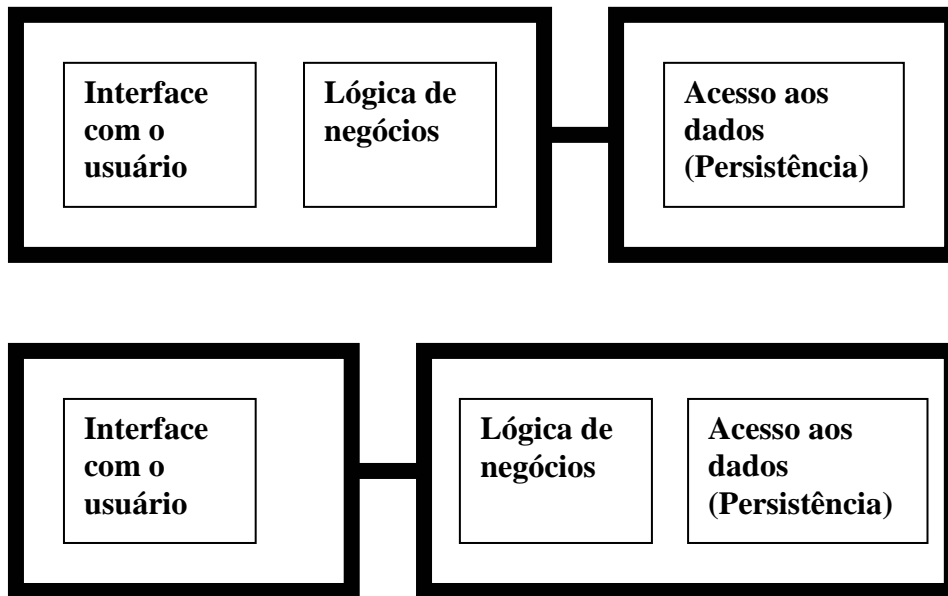 Interface
com o
usuário
Lógica de
negócios
Acesso aos
dados
(Persistência)
Interface
com o
usuário
Lógica de
negócios
Acesso aos
dados
(Persistência)